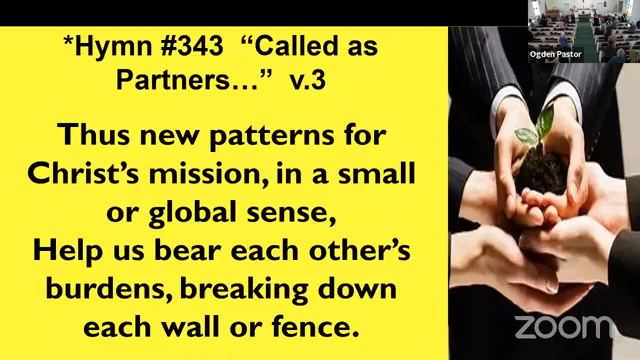 *Hymn #343 “Called as
Partners…” v.3
Thus new patterns for
Christ’s mission, in a small
or global sense,
Help us bear each other’s
burdens, breaking down
each wall or fence.
Ogden Pastor
zoom